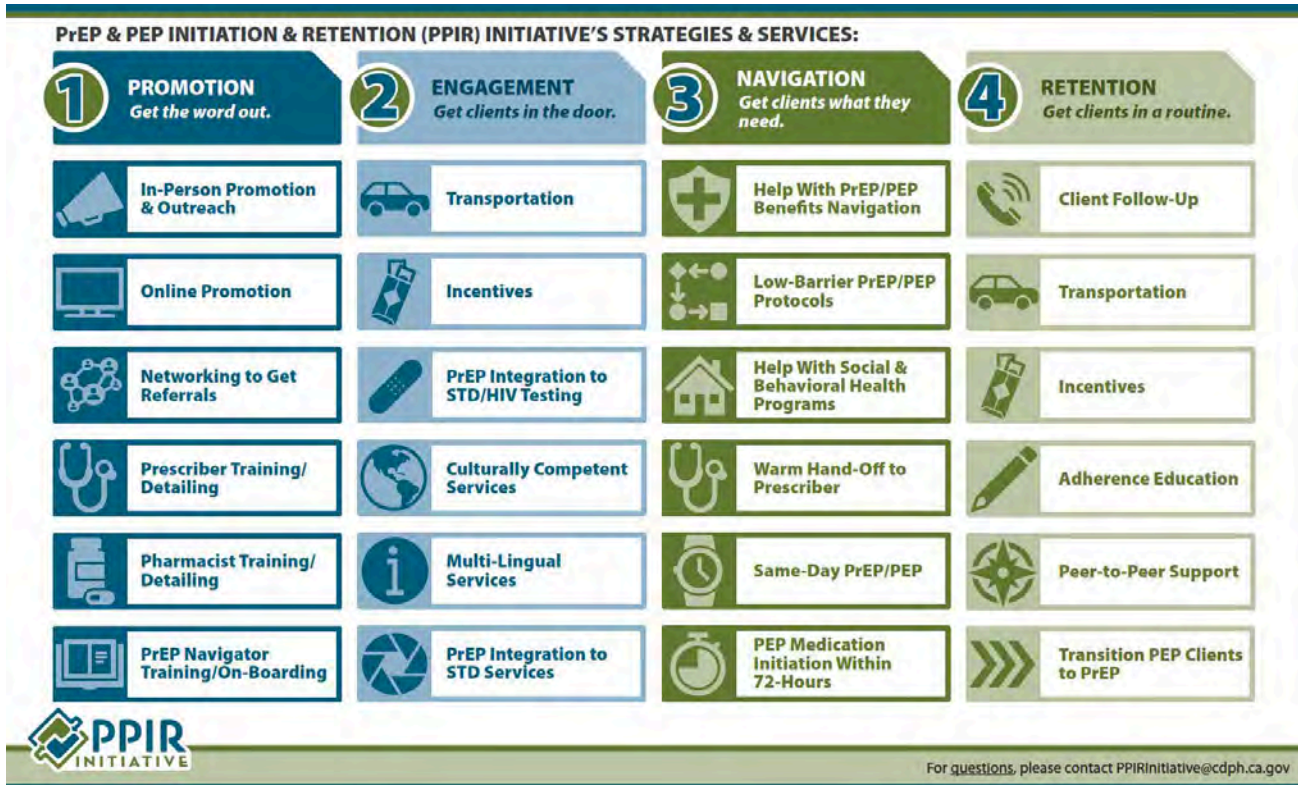 PrEP & PEP INITIATION & RETENTION (PPIR) INITIATIVE'S STRATEGIES & SERVICES:
1
PROMOTION
Get the word out.
In-Person Promotion
& Outreach
Online Promotion
Networking to Get
Referrals
Prescriber Training/
Detailing
Pharmacist Training/
Detailing
PrEP Navigator
Training/On-Boarding
2
ENGAGEMENT
Get clients in the door.
Transportation
Incentives
PrEP Integration to
STD/HIV Testing
Culturally Competent
Services
Multi-Lingual
Services
PrEP Integration to
STD Services
3
NAVIGATION
Get clients what they
need.
Help With PrEP/PEP
Benefits Navigation
Low-Barrier PrEP/PEP
Protocols
Help With Social &
Behavioral Health
Programs
Warm Hand-Off to
Prescriber
Same-Day PrEP/PEP
PEP Medication
Initiation Within
72-Hours
4
RETENTION
Get clients in a routine.
Client Follow-Up
Transportation
Incentives
Adherence Education
Peer-to-Peer Support
Transition PEP Clients
to PrEP
PPIR
INITIATIVE
For questions, please contact PPIRInitiative@cdph.ca.gov